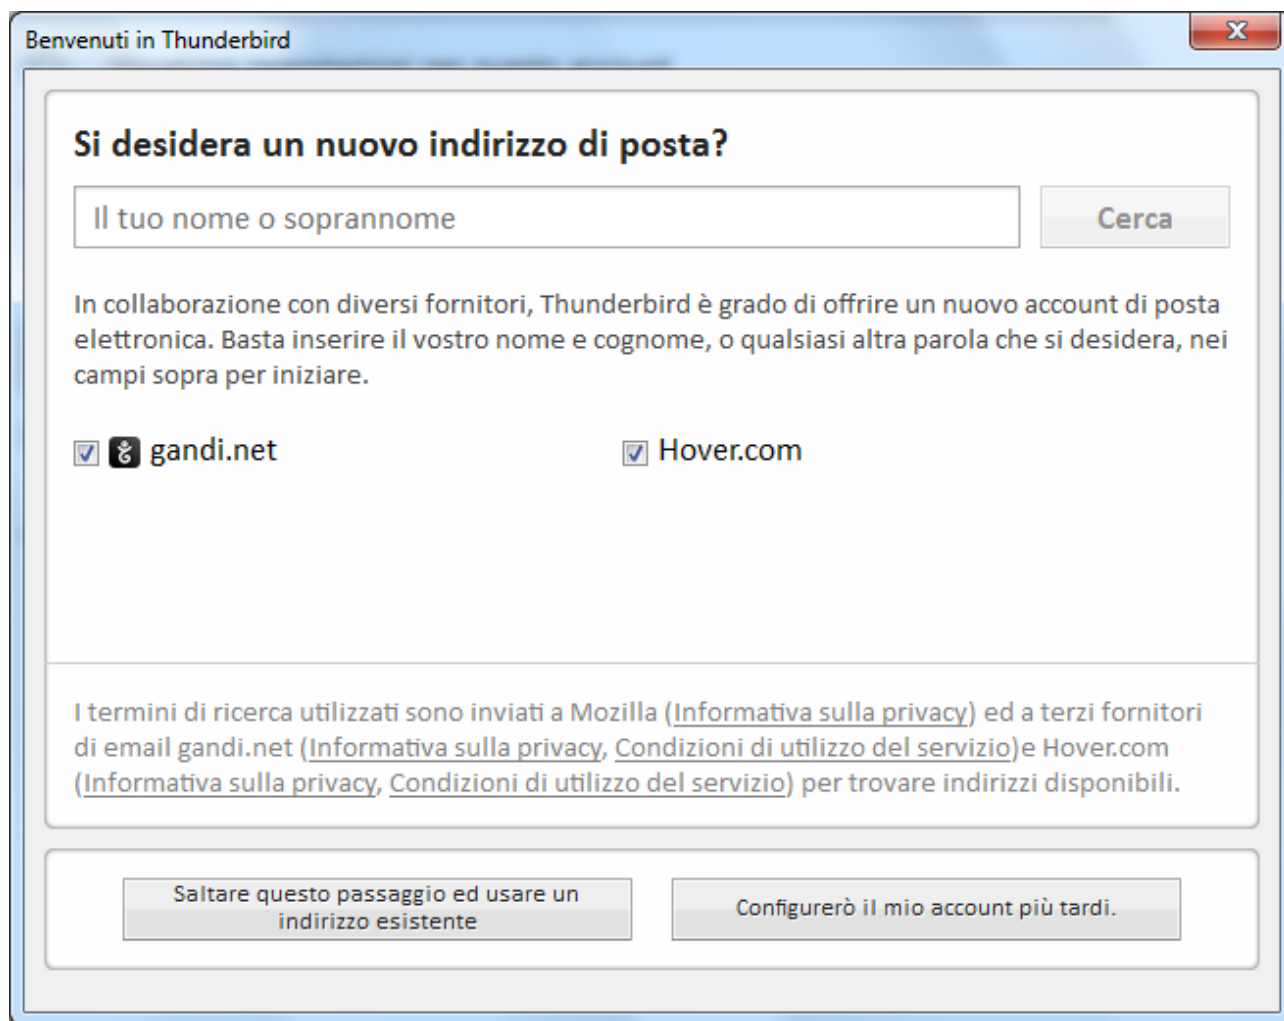 Benvenuti in Thunderbird
Si desidera un nuovo indirizzo di posta?
Il tuo nome o soprannome
Cerca
In collaborazione con diversi fornitori, Thunderbird è grado di offrire un nuovo account di posta
elettronica. Basta inserire il vostro nome e cognome, o qualsiasi altra parola che si desidera, nei
campi sopra per iniziare.
gandi.net
Hover.com
I termini di ricerca utilizzati sono inviati a Mozilla (Informativa sulla privacy) ed a terzi fornitori
di email gandi.net (Informativa sulla privacy, Condizioni di utilizzo del servizio)e Hover.com
(Informativa sulla privacy, Condizioni di utilizzo del servizio) per trovare indirizzi disponibili.
Saltare questo passaggio ed usare un
indirizzo esistente
Configurerò il mio account più tardi.